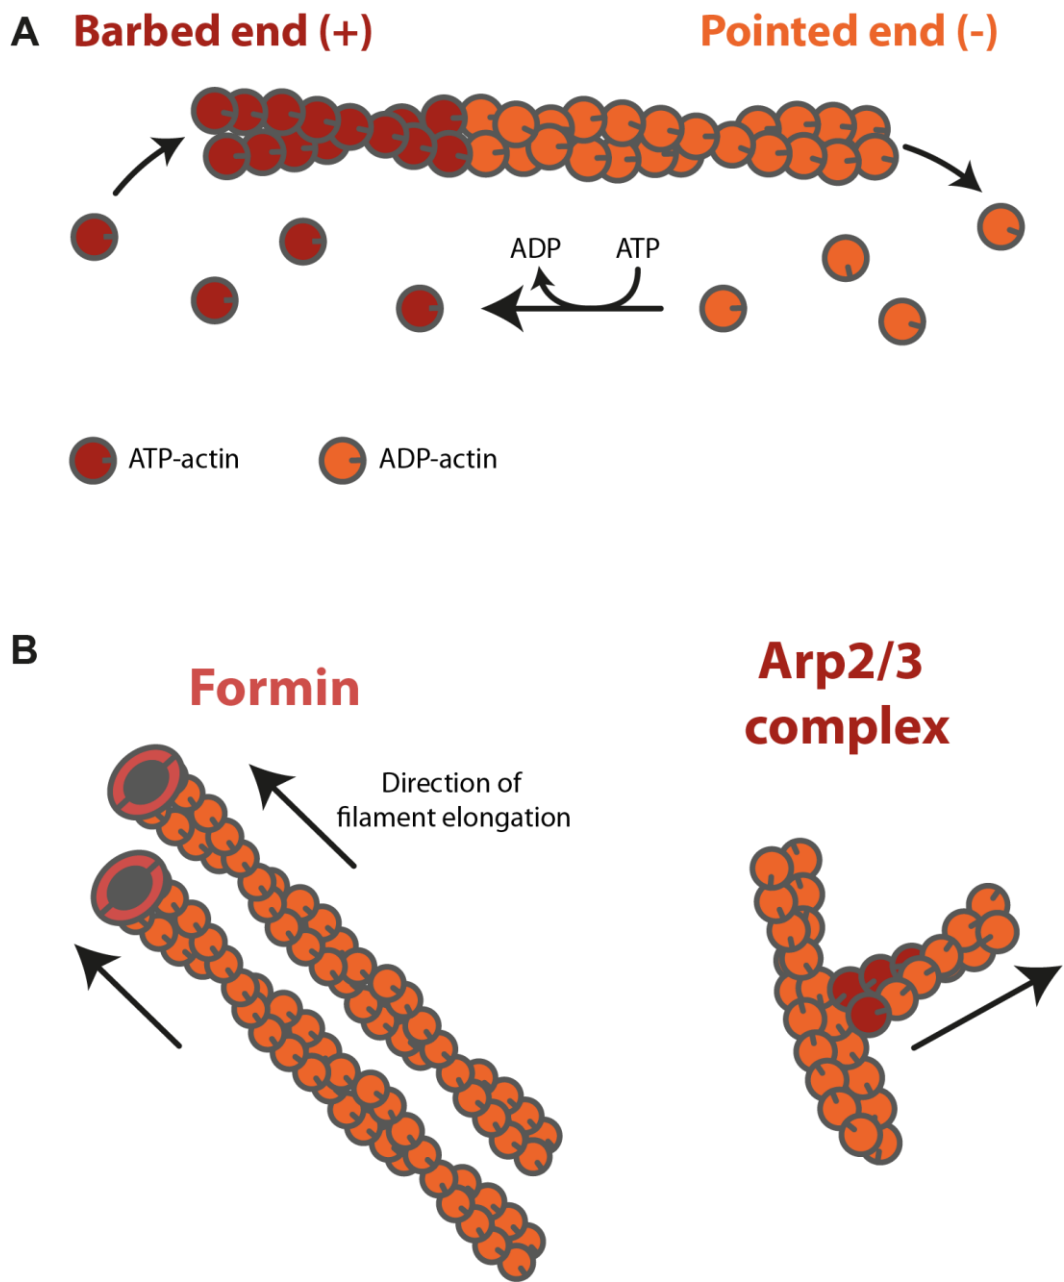 A
Barbed end (+)
Pointed end (-)
ADP
ATP
ATP-actin
ADP-actin
B
Formin
Arp2/3
complex
Direction of
filament elongation